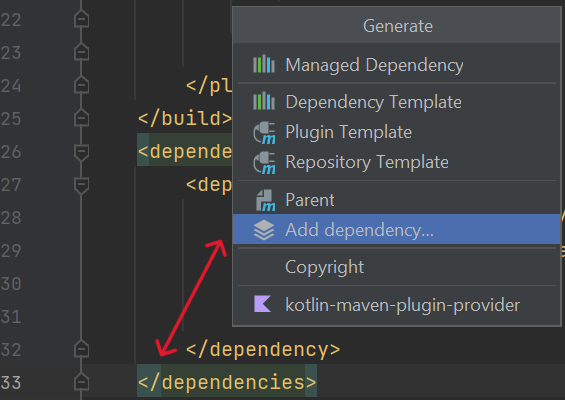 Generate
22
23
Managed Dependency
24 </pl
Dependency Template
25 </build>
Plugin Template
26 <depende
Repository Template
27 <dep
Parent
28 </
Add dependency...
29
30
Copyright
31
kotlin-maven-plugin-provider
32 </dependency>
33 </dependencies>